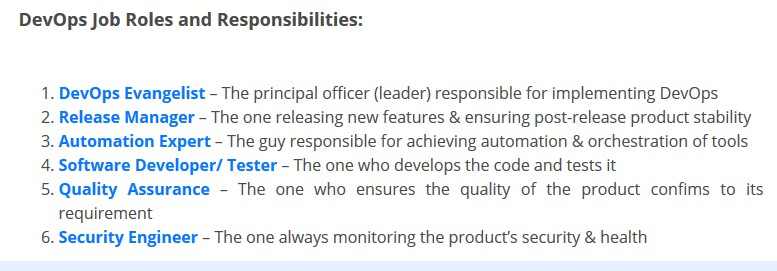 DevOps Job Roles and Responsibilities:
1. DevOps Evangelist – The principal officer (leader) responsible for implementing DevOps
2. Release Manager – The one releasing new features & ensuring post-release product stability
3. Automation Expert – The guy responsible for achieving automation & orchestration of tools
4. Software Developer/ Tester – The one who develops the code and tests it
5. Quality Assurance – The one who ensures the quality of the product confims to its
requirement
6. Security Engineer – The one always monitoring the product’s security & health